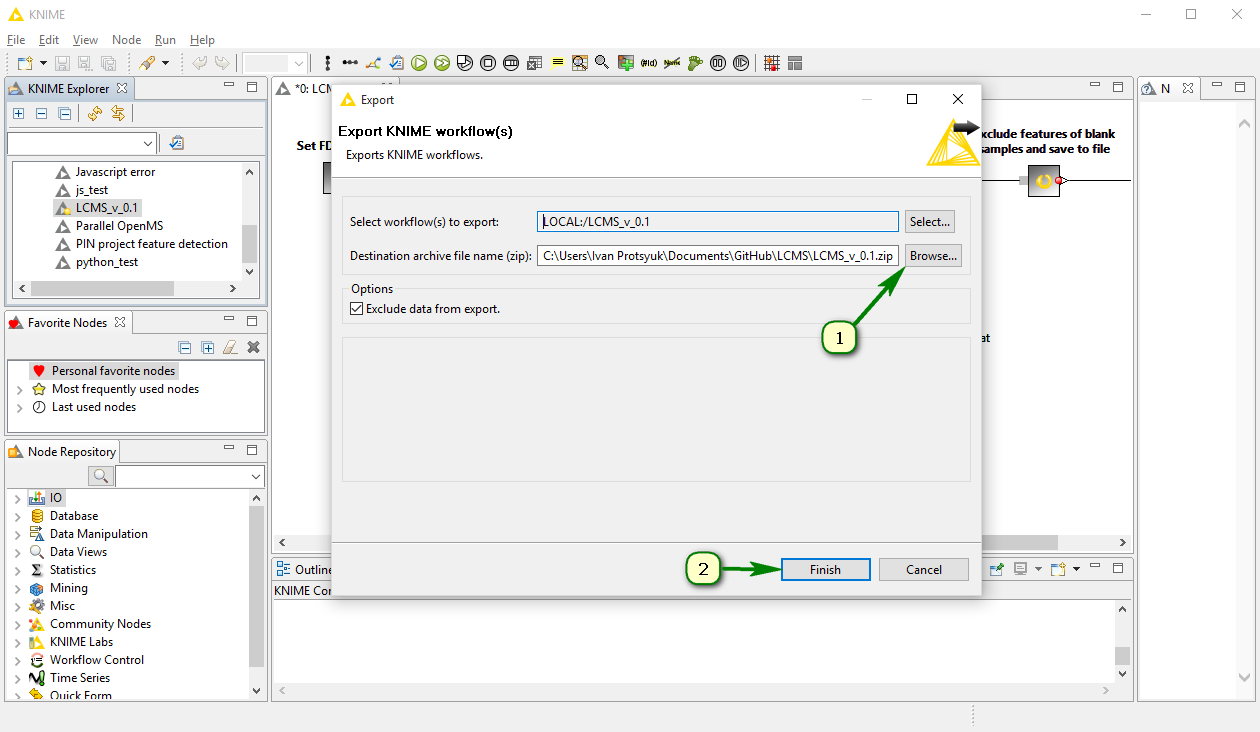 KNIME
File Edit View Node Run Help
KNIME Explorer
Javascript error
js_test
LCMS_v_0.1
Parallel OpenMS
PIN project feature detection
python_test
Favorite Nodes
Personal favorite nodes
Most frequently used nodes
Last used nodes
Node Repository
IO
Database
Data Manipulation
Data Views
Statistics
Mining
Misc
Community Nodes
KNIME Labs
Workflow Control
Time Series
Quick Form
*0: LCM
Set FD
Export
Export KNIME workflow(s)
Exports KNIME workflows.
Select workflow(s) to export: LOCAL:/LCMS_v_0.1 Select...
Destination archive file name (zip): C:\Users\Ivan Protsyuk\Documents\GitHub\LCMS\LCMS_v_0.1.zip Browse...
Options
Exclude data from export.
1
2
Finish Cancel
xclude features of blank
samples and save to file
at
Outline
KNIME Con
N